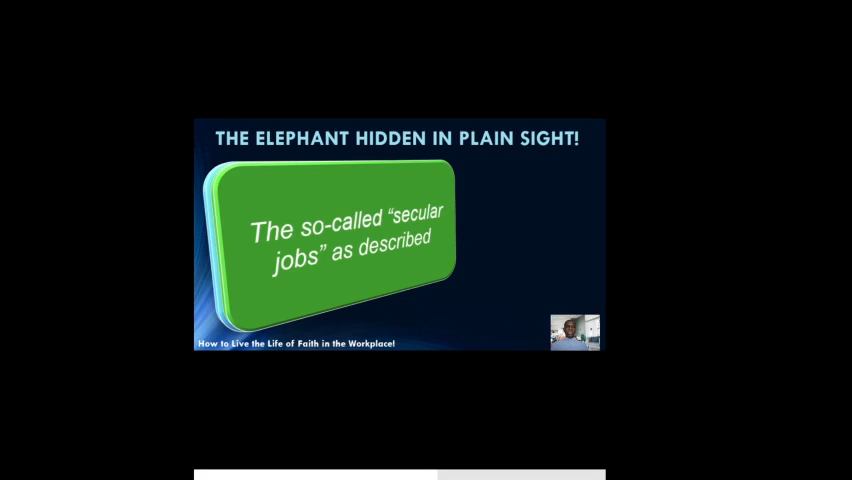 THE ELEPHANT HIDDEN IN PLAIN SIGHT!
The so-called “secular
jobs” as described
How to Live the Life of Faith in the Workplace!